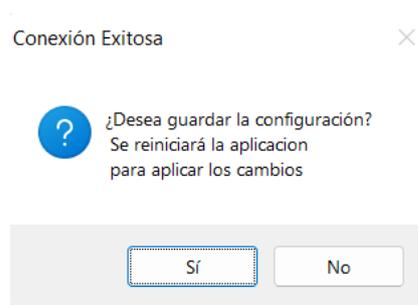 Conexión Exitosa
¿Desea guardar la configuración?
Se reiniciará la aplicacion
para aplicar los cambios
Sí
No